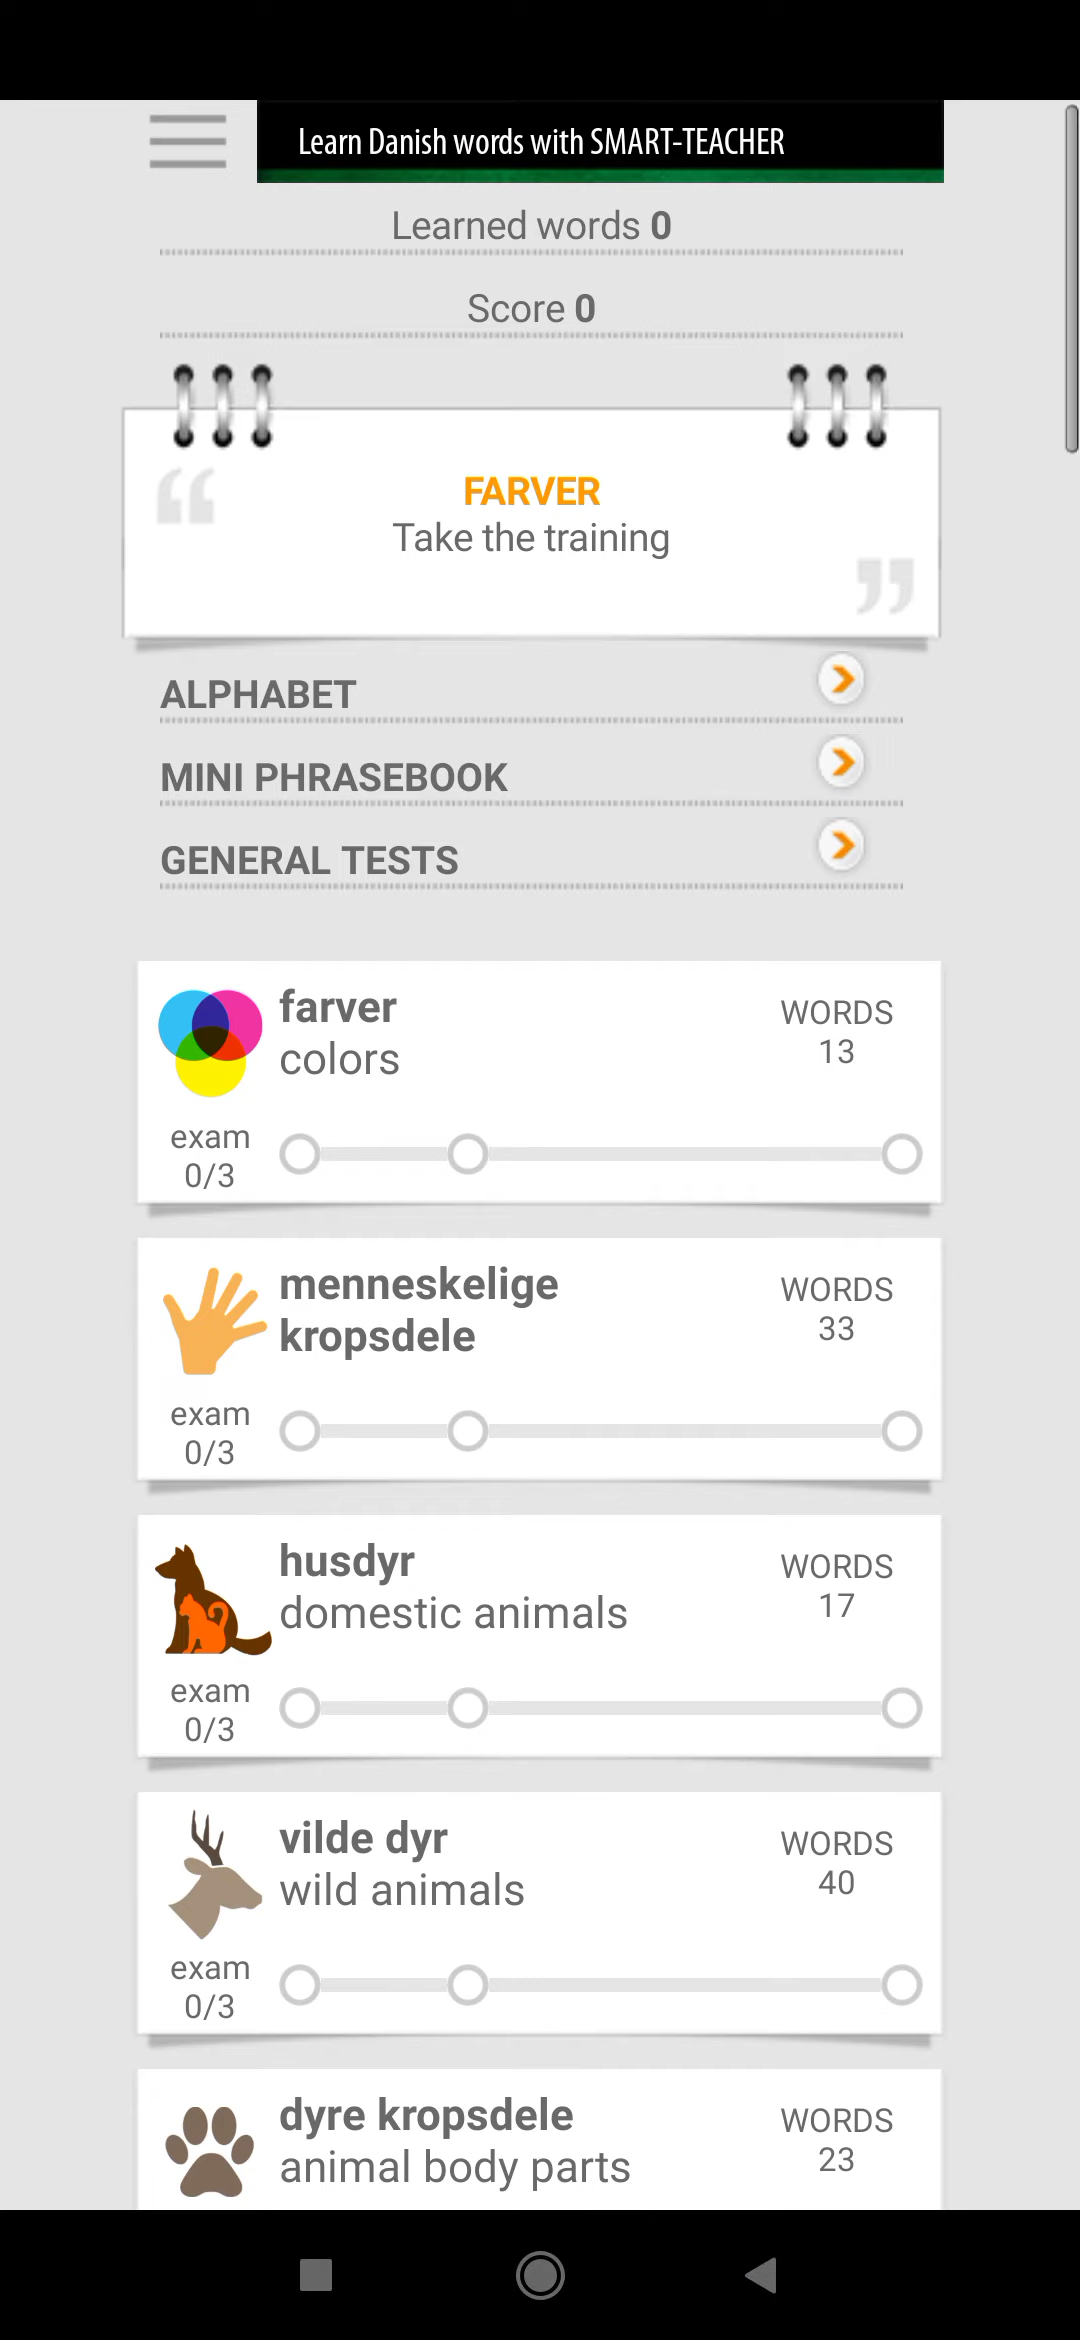 Learn Danish words with SMART-TEACHER
Learned words 0
Score 0
FARVER
Take the training
ALPHABET
MINI PHRASEBOOK
GENERAL TESTS
farver
colors
WORDS
13
exam
0/3
menneskelige
kropsdele
WORDS
33
exam
0/3
husdyr
domestic animals
WORDS
17
exam
0/3
vilde dyr
wild animals
WORDS
40
exam
0/3
dyre kropsdele
animal body parts
WORDS
23